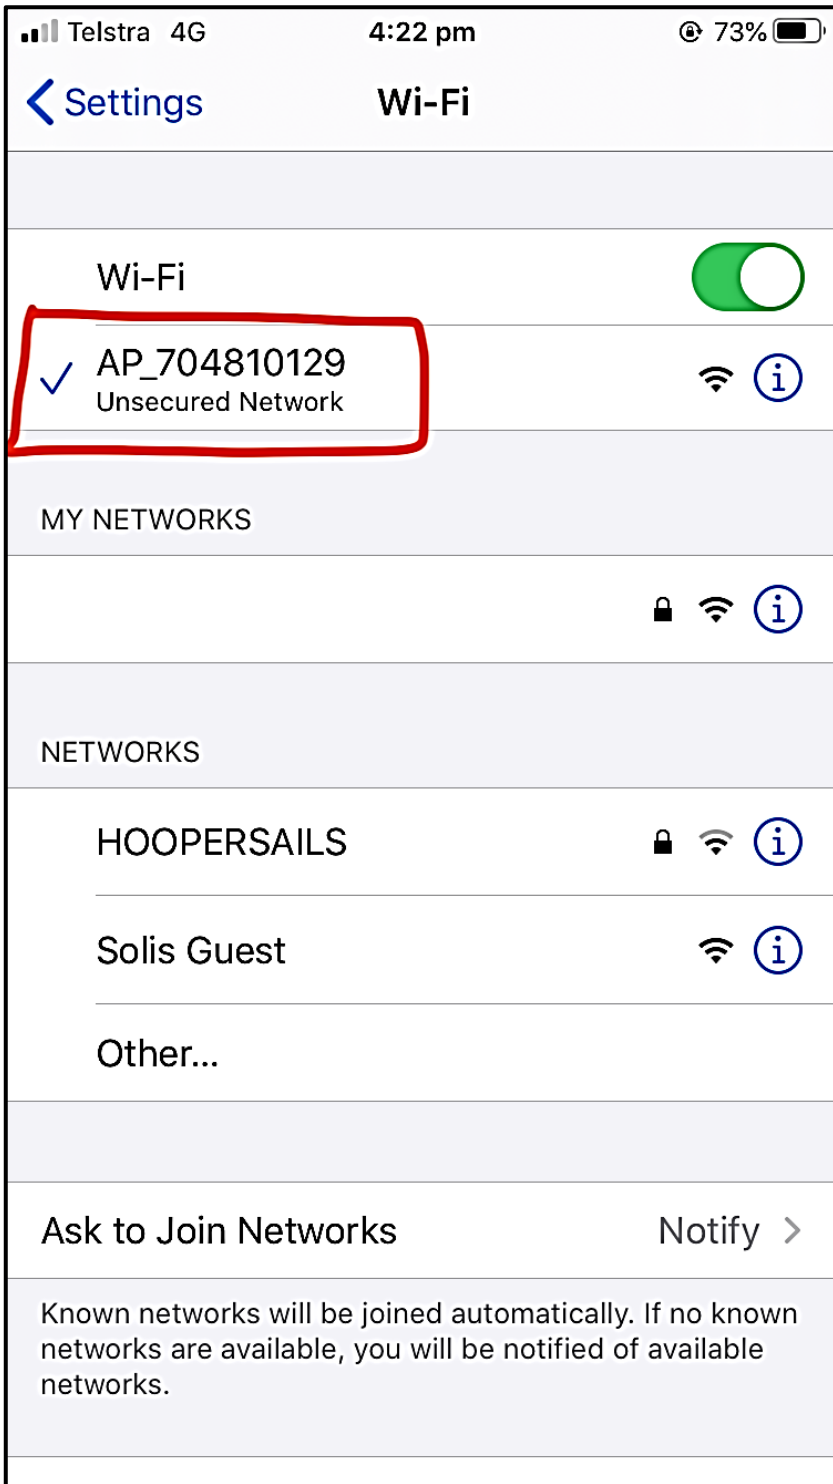 Telstra 4G 4:22 pm 73%
Settings Wi-Fi
Wi-Fi
AP_704810129
Unsecured Network
MY NETWORKS
NETWORKS
HOOPERSAILS
Solis Guest
Other...
Ask to Join Networks Notify
Known networks will be joined automatically. If no known
networks are available, you will be notified of available
networks.